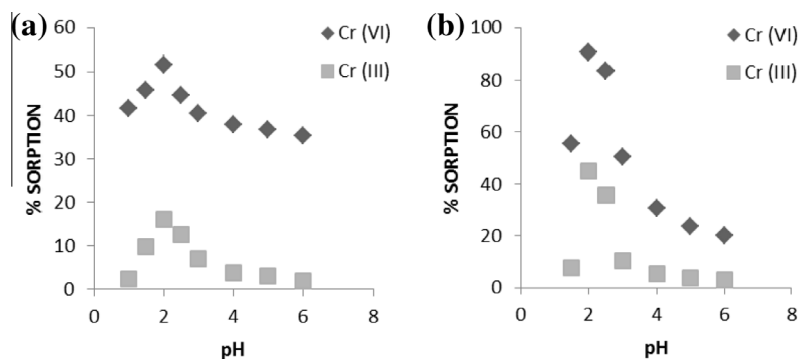 (a)
60
50
40
30
20
10
0
% SORPTION
0 2 4 6 8
pH
Cr (VI)
Cr (III)
(b)
100
80
60
40
20
0
% SORPTION
0 2 4 6 8
pH
Cr (VI)
Cr (III)